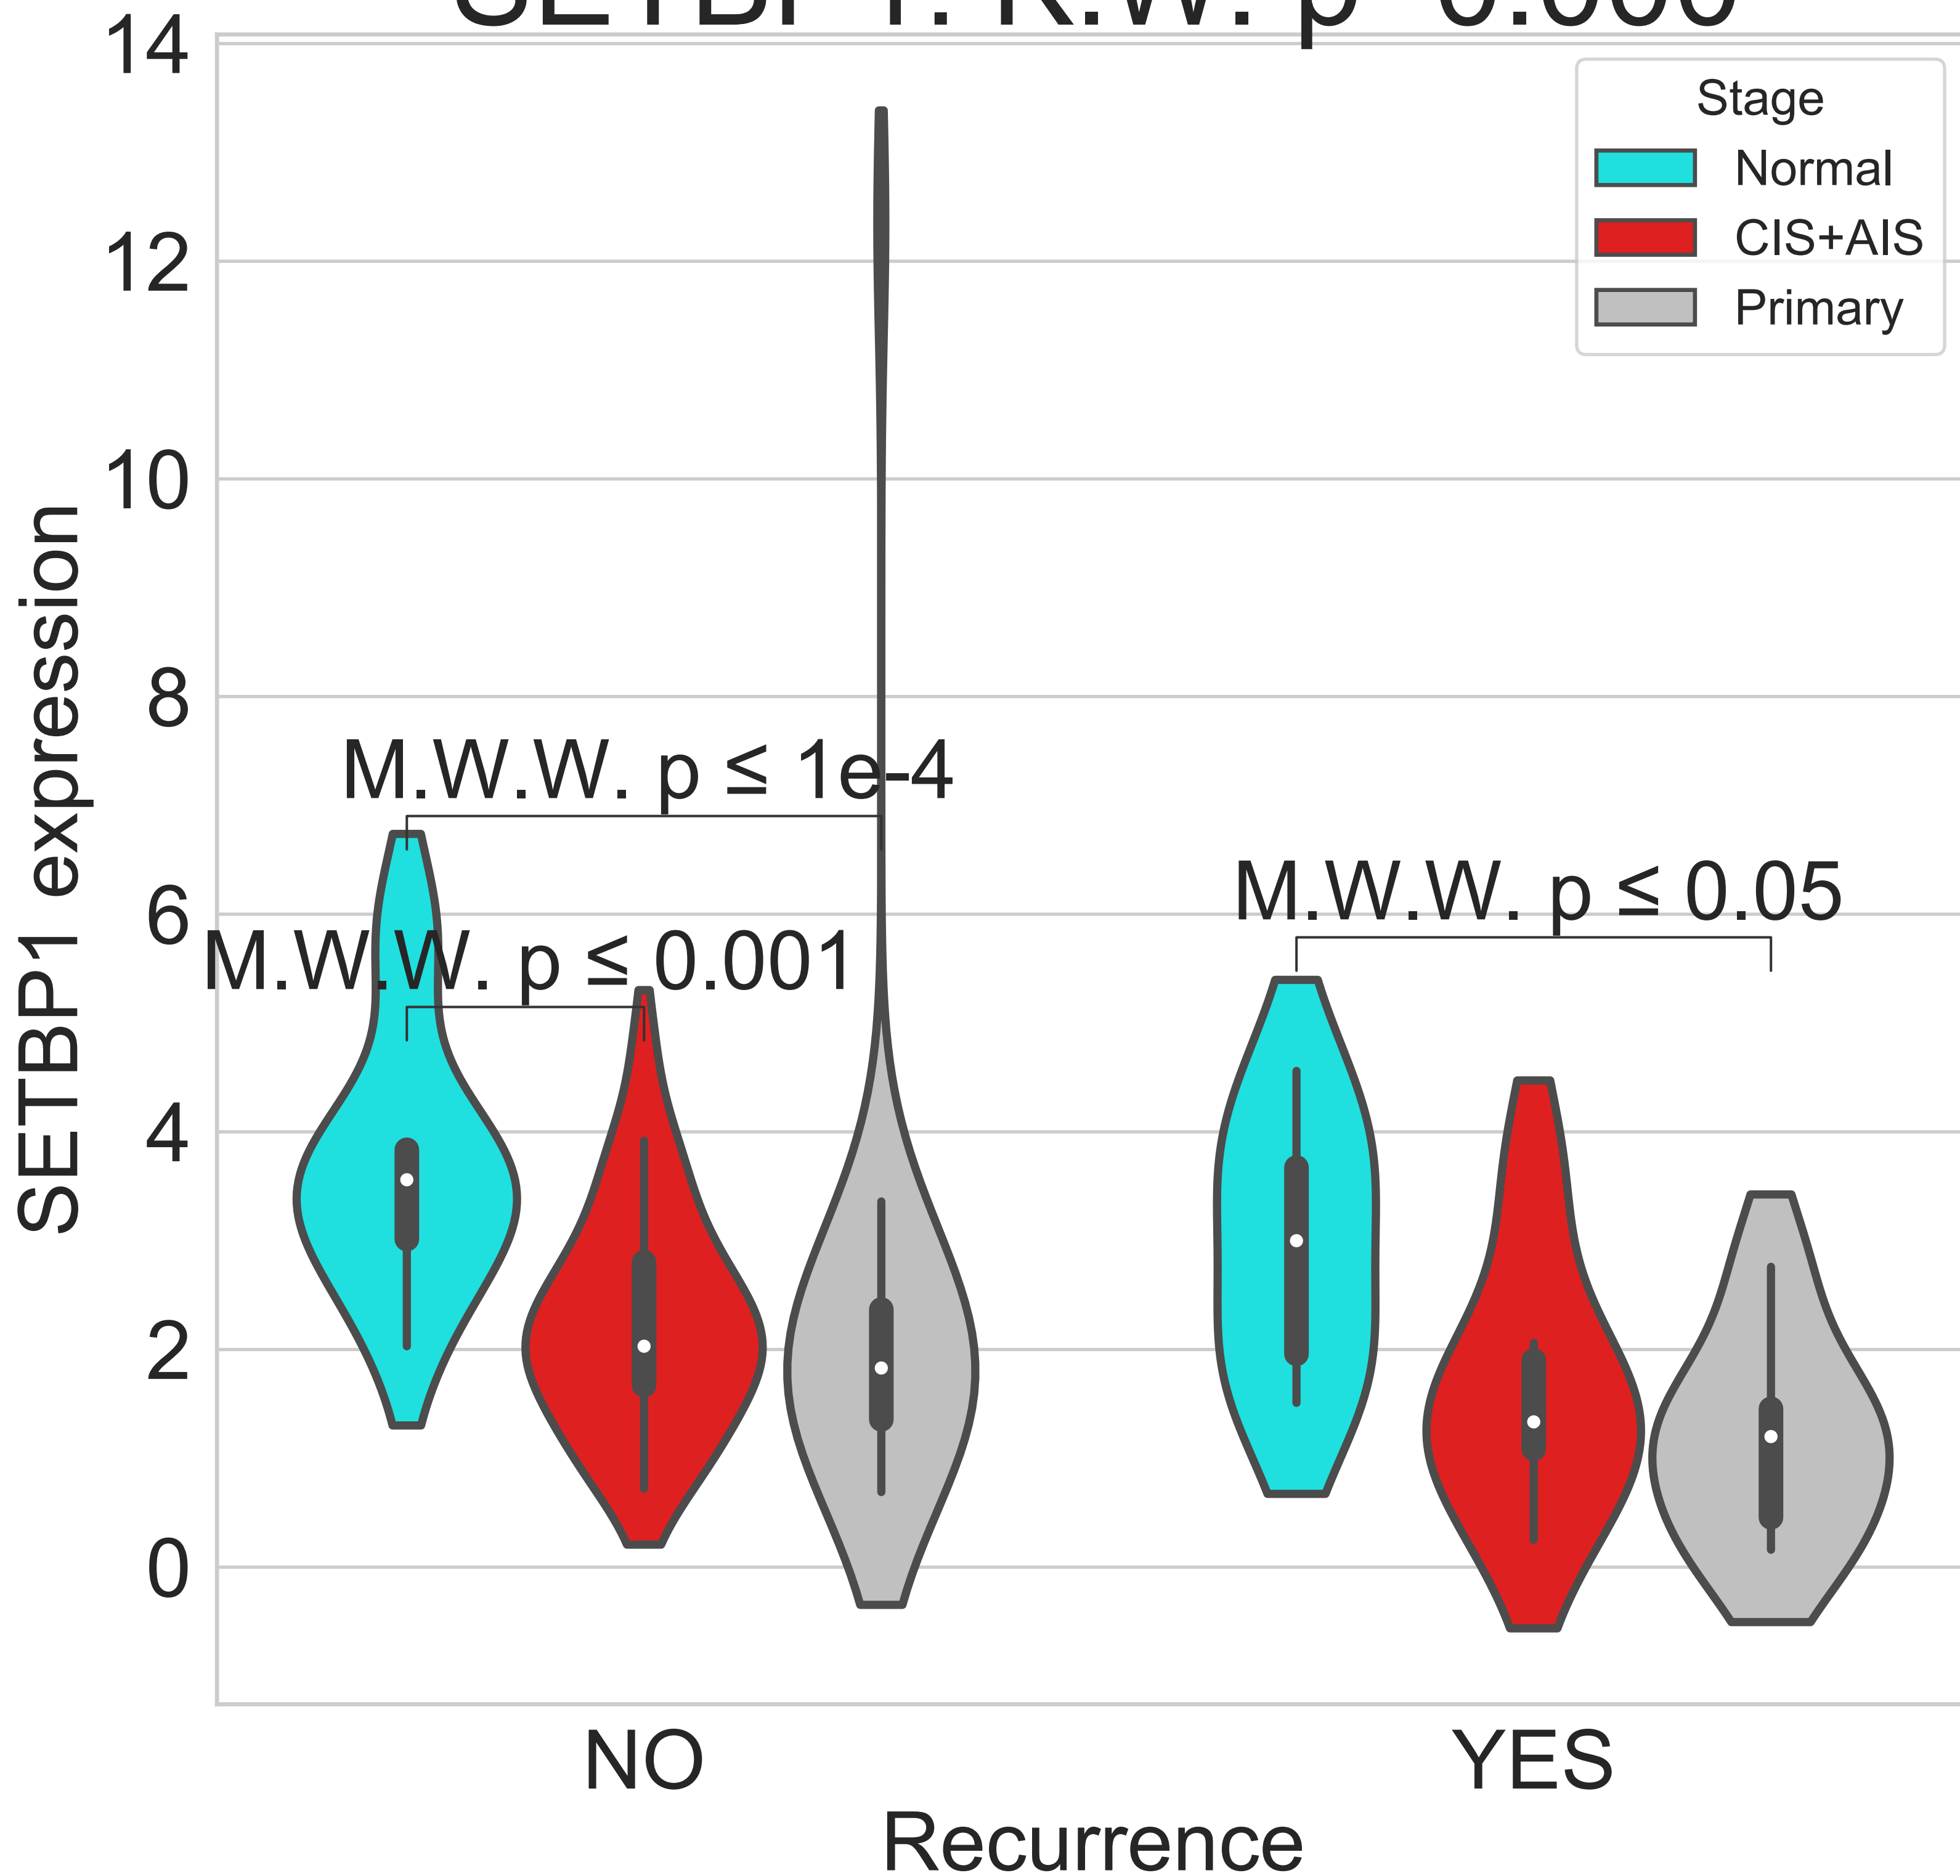 14
12
10
8
6
4
2
0
SETBP1 expression
Stage
Normal
CIS+AIS
Primary
M.W.W. p ≤ 1e-4
M.W.W. p ≤ 0.001
M.W.W. p ≤ 0.05
NO
YES
Recurrence